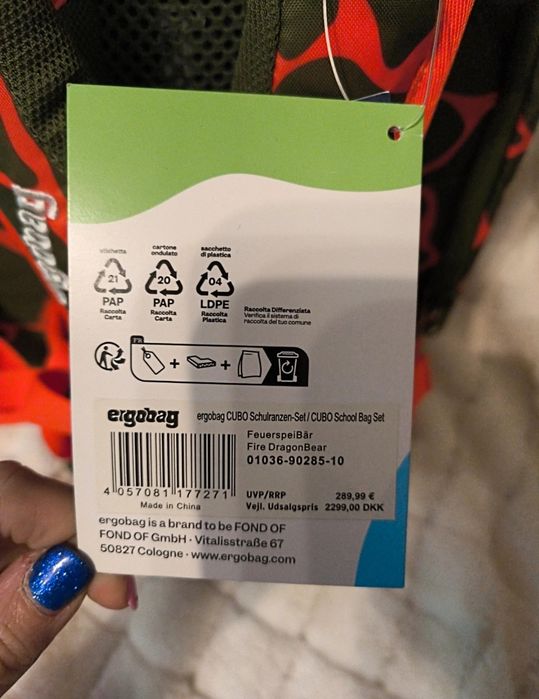 ergobag
etichetta
cartone
ondulato
sacchetto
di plastica
21
20
04
PAP
PAP
LDPE
Raccolta
Carta
Raccolta
Carta
Raccolta
Plastica
Raccolta Differenziata
Verifica il sistema di
raccolta del tuo comune
FR
+ +
ergobag
ergobag CUBO Schulranzen-Set / CUBO School Bag Set
FeuerspeiBär
Fire DragonBear
01036-90285-10
4 057081 177271
Made in China
UVP/RRP 289,99 €
Vejl. Udsalgspris 2299,00 DKK
ergobag is a brand to be FOND OF
FOND OF GmbH · Vitalisstraße 67
50827 Cologne · www.ergobag.com